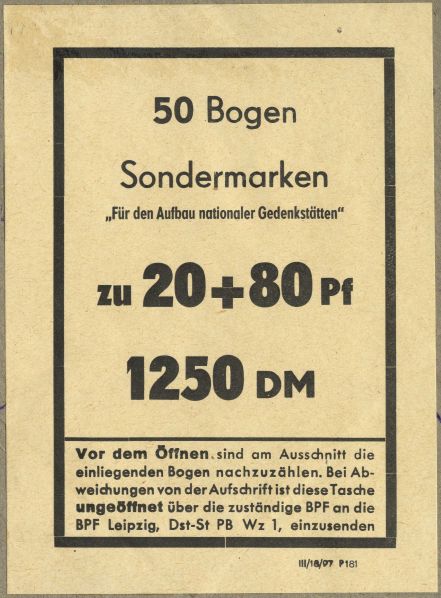 50 Bogen
Sondermarken
„Für den Aufbau nationaler Gedenkstätten“
zu 20+80 Pf
1250 DM
Vor dem Öffnen sind am Ausschnitt die
einliegenden Bogen nachzuzählen. Bei Ab-
weichungen von der Aufschrift ist diese Tasche
ungeöffnet über die zuständige BPF an die
BPF Leipzig, Dst-St PB Wz 1, einzusenden
III/18/97 P181